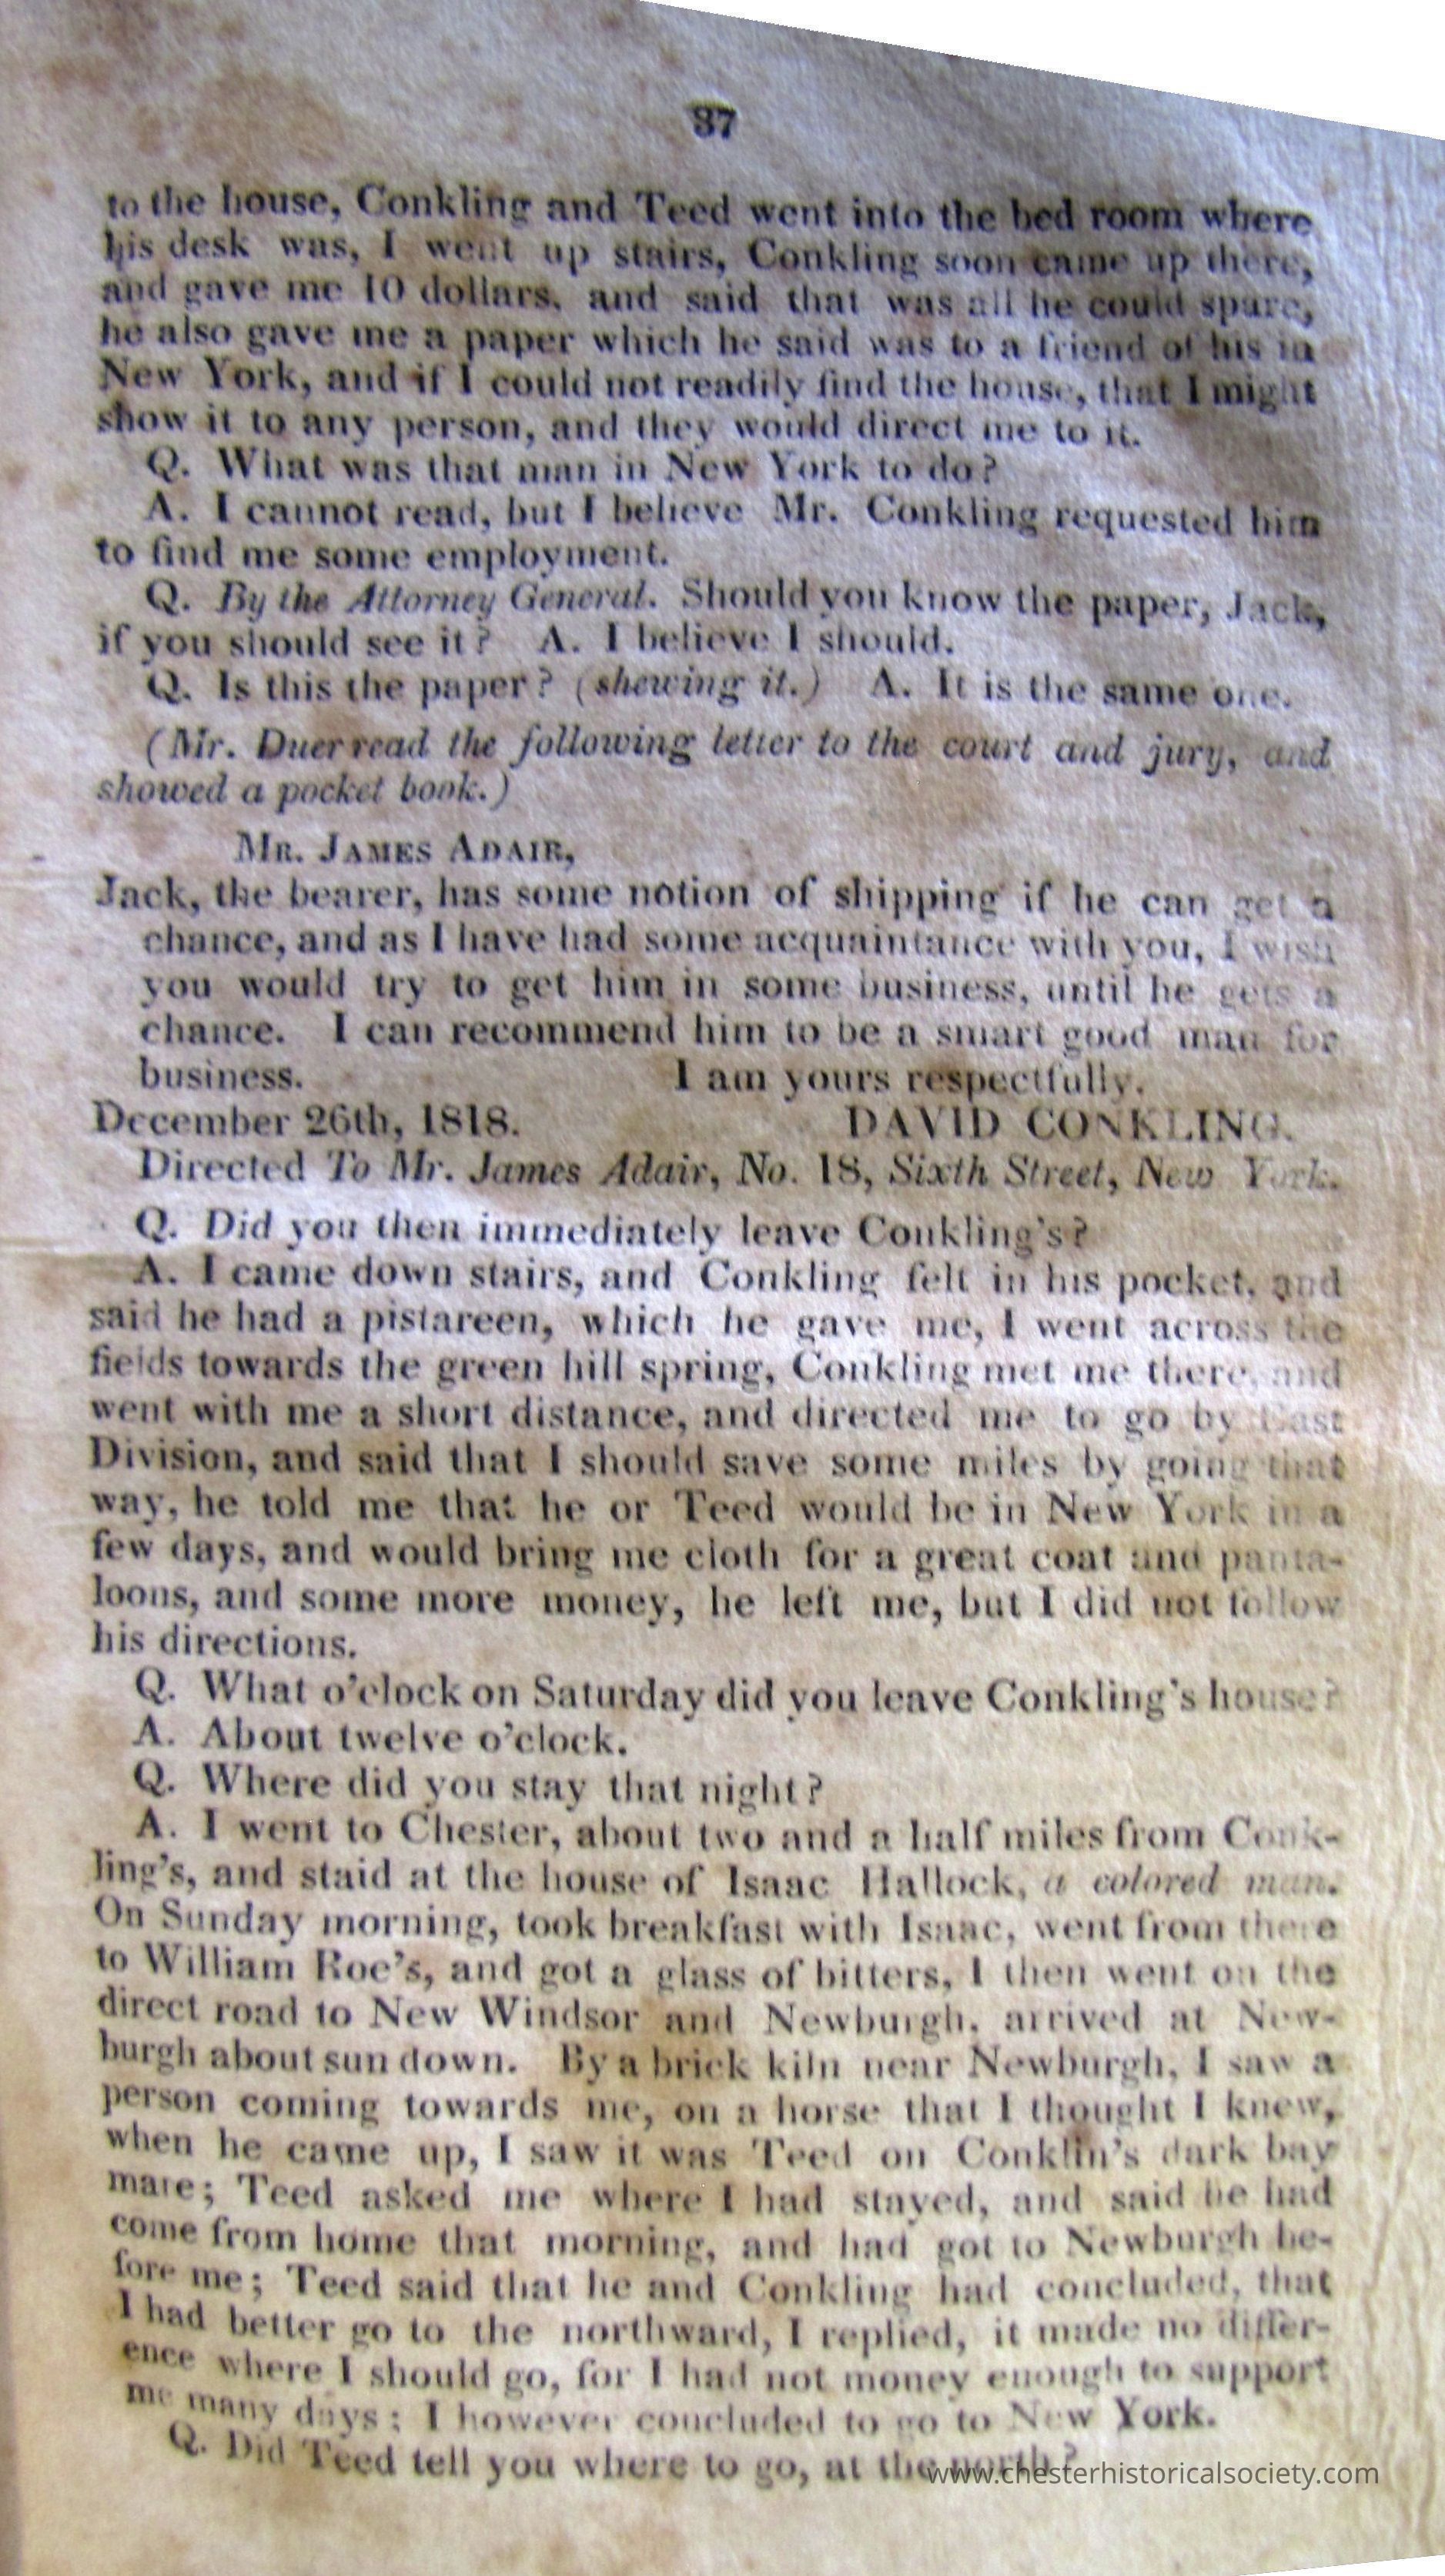 37
to the house, Conkling and Teed went into the bed room where
his desk was, I went up stairs, Conkling soon came up there,
and gave me 10 dollars, and said that was all he could spare,
he also gave me a paper which he said was to a friend of his in
New York, and if I could not readily find the house, that I might
show it to any person, and they would direct me to it.
Q. What was that man in New York to do?
A. I cannot read, but I believe Mr. Conkling requested him
to find me some employment.
Q. By the Attorney General. Should you know the paper, Jack,
if you should see it? A. I believe I should.
Q. Is this the paper? (shewing it.) A. It is the same one.
(Mr. Duer read the following letter to the court and jury, and
showed a pocket book.)
MR. JAMES ADAIR,
Jack, the bearer, has some notion of shipping if he can get a
chance, and as I have had some acquaintance with you, I wish
you would try to get him in some business, until he gets a
chance. I can recommend him to be a smart good man for
business. I am yours respectfully.
December 26th, 1818. DAVID CONKLING.
Directed To Mr. James Adair, No. 18, Sixth Street, New York.
Q. Did you then immediately leave Conkling's?
A. I came down stairs, and Conkling felt in his pocket, and
said he had a pistareen, which he gave me, I went across the
fields towards the green hill spring, Conkling met me there, and
went with me a short distance, and directed me to go by East
Division, and said that I should save some miles by going that
way, he told me that he or Teed would be in New York in a
few days, and would bring me cloth for a great coat and panta-
loons, and some more money, he left me, but I did not follow
his directions.
Q. What o'clock on Saturday did you leave Conkling's house?
A. About twelve o'clock.
Q. Where did you stay that night?
A. I went to Chester, about two and a half miles from Conk-
ling's, and staid at the house of Isaac Hallock, a colored man.
On Sunday morning, took breakfast with Isaac, went from there
to William Roe's, and got a glass of bitters, I then went on the
direct road to New Windsor and Newburgh, arrived at New-
burgh about sun down. By a brick kiln near Newburgh, I saw a
person coming towards me, on a horse that I thought I knew,
when he came up, I saw it was Teed on Conklin's dark bay
mare; Teed asked me where I had stayed, and said he had
come from home that morning, and had got to Newburgh be-
fore me; Teed said that he and Conkling had concluded, that
I had better go to the northward, I replied, it made no differ-
ence where I should go, for I had not money enough to support
me many days; I however concluded to go to New York.
Q. Did Teed tell you where to go, at the north?
www.chesterhistoricalsociety.com